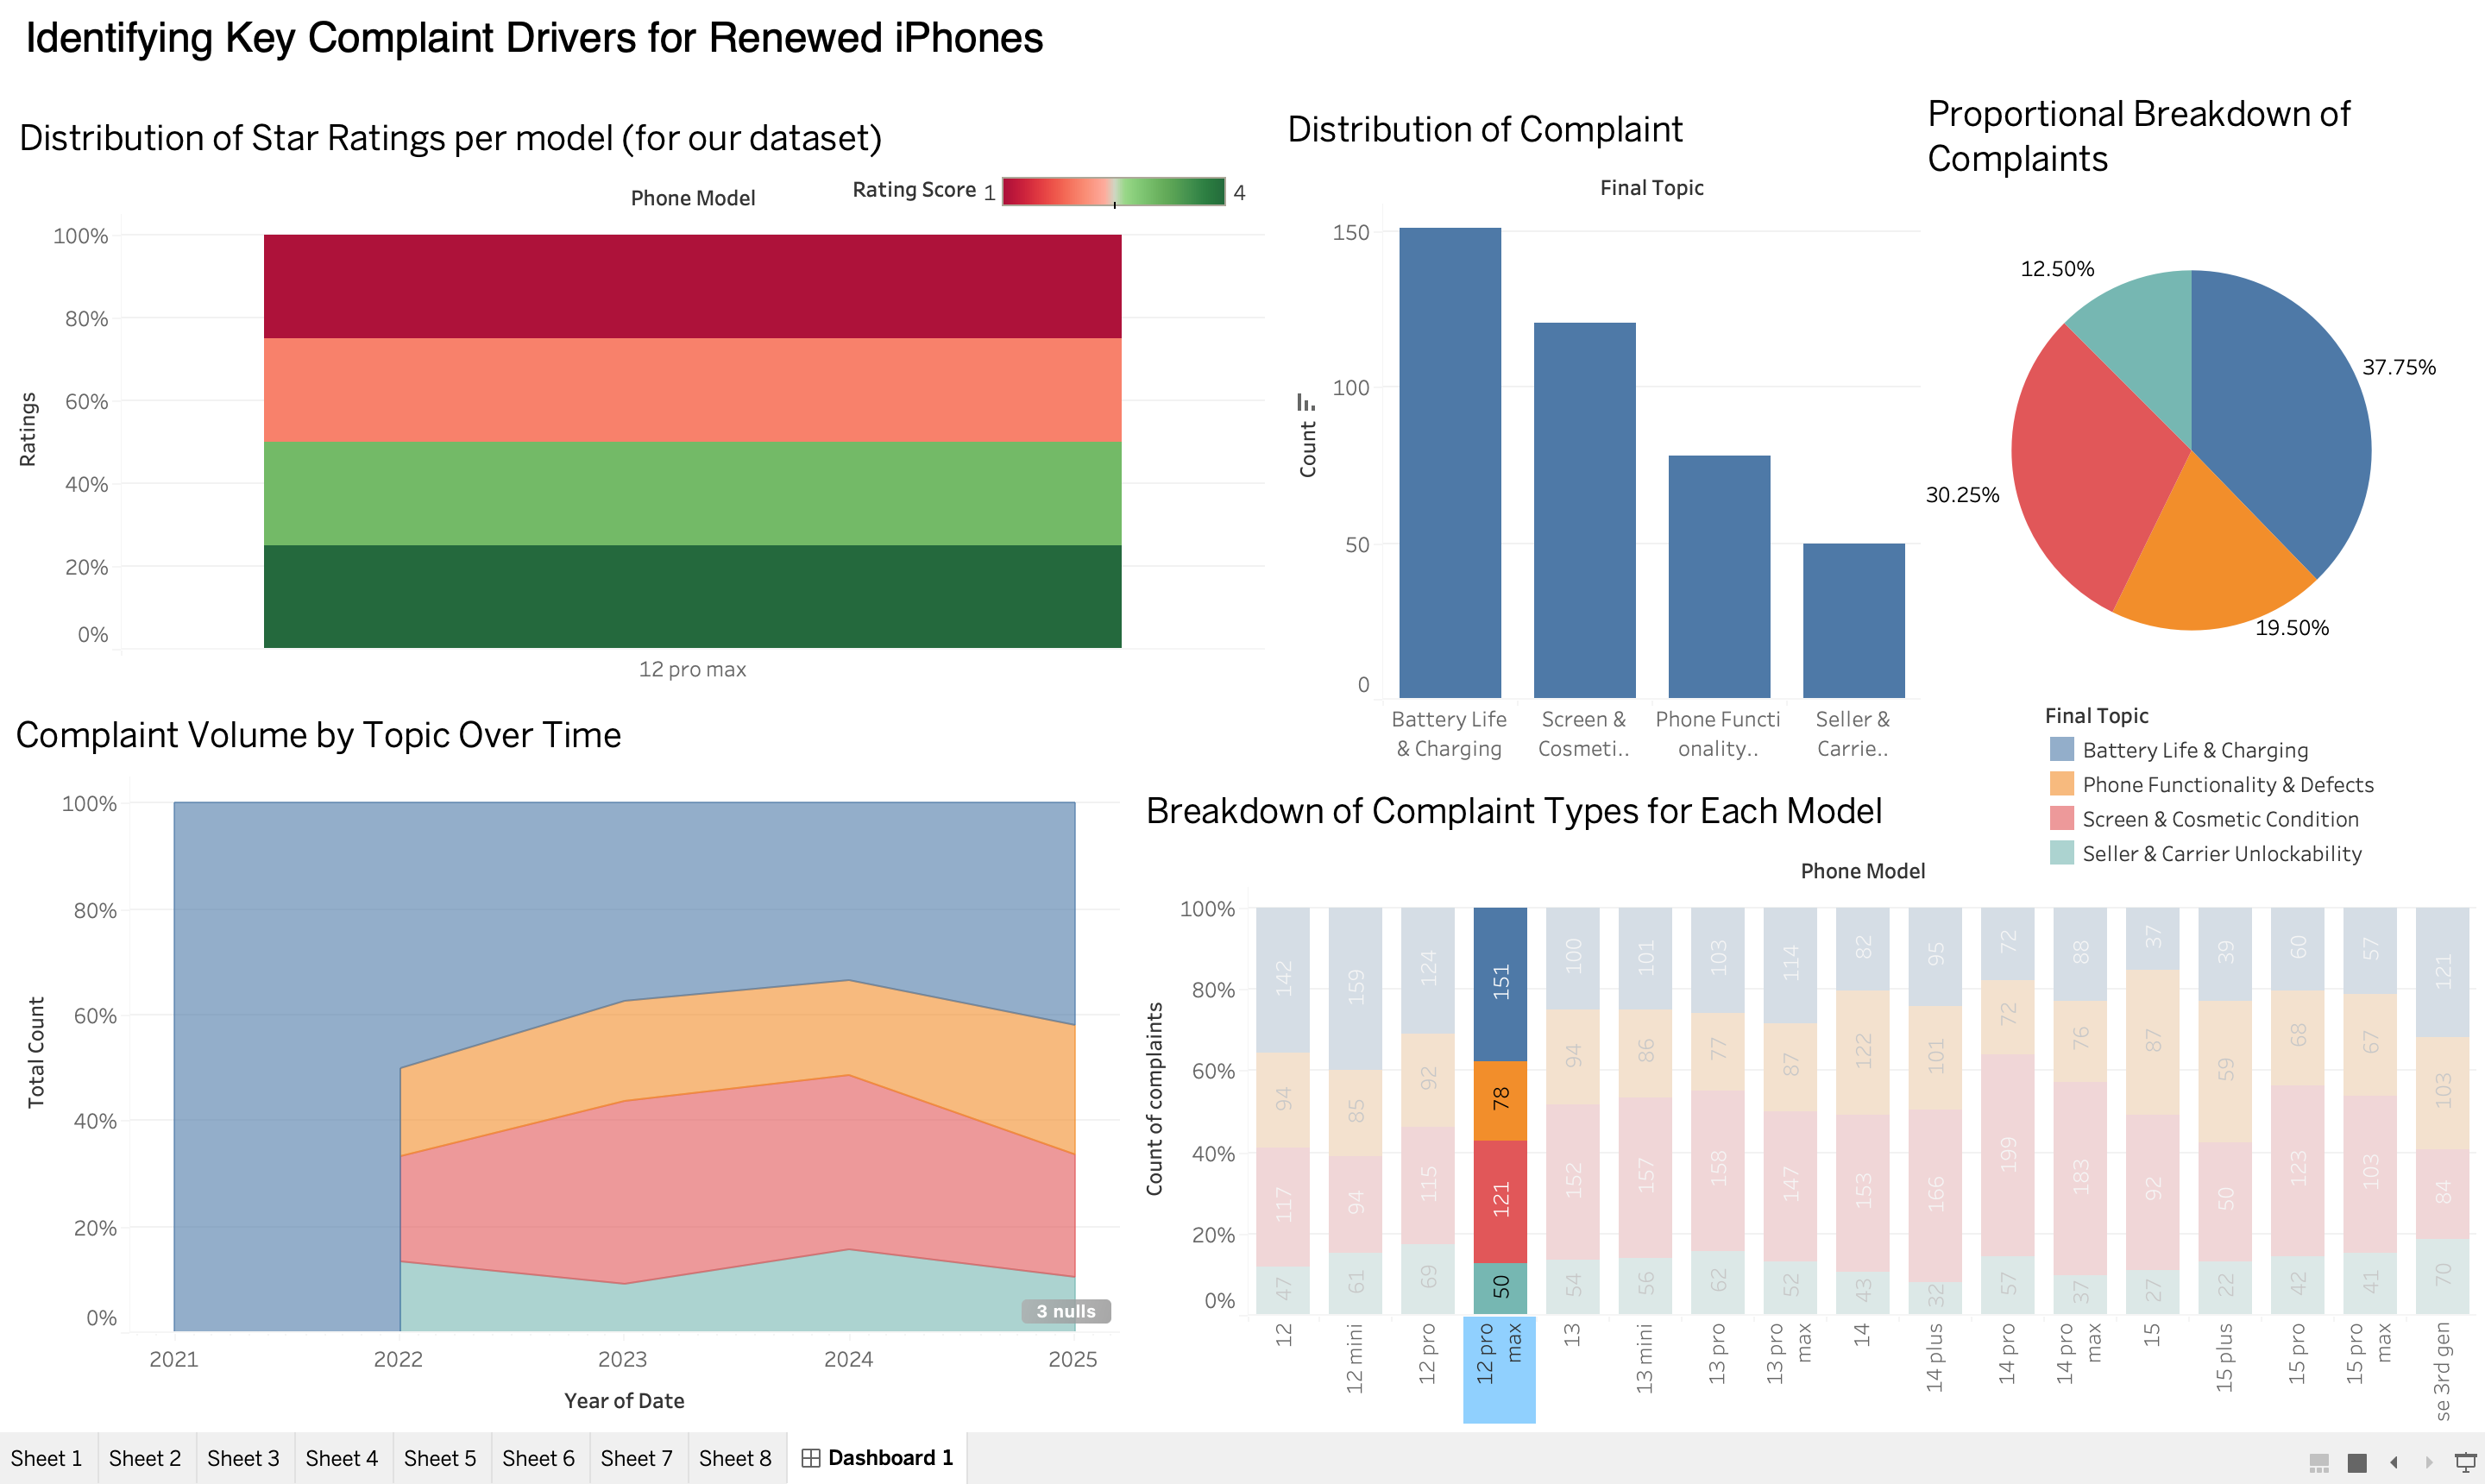 Identifying Key Complaint Drivers for Renewed iPhones
Distribution of Star Ratings per model (for our dataset)
Phone Model
Rating Score 1 4
Ratings
100%
80%
60%
40%
20%
0%
12 pro max
Distribution of Complaint
Final Topic
Count
150
100
50
0
Battery Life & Charging
Screen & Cosmeti..
Phone Functi onality..
Seller & Carrie..
Proportional Breakdown of
Complaints
12.50%
37.75%
30.25%
19.50%
Final Topic
Battery Life & Charging
Phone Functionality & Defects
Screen & Cosmetic Condition
Seller & Carrier Unlockability
Complaint Volume by Topic Over Time
Total Count
100%
80%
60%
40%
20%
0%
3 nulls
2021 2022 2023 2024 2025
Year of Date
Breakdown of Complaint Types for Each Model
Phone Model
Count of complaints
100%
80%
60%
40%
20%
0%
142 159 124 151 100 101 103 114 82 95 72 88 37 39 60 57 121
94 85 92 78 94 86 77 87 122 101 72 76 87 59 68 67 103
117 94 115 121 152 157 158 147 153 166 199 183 92 50 123 103 84
47 61 69 50 54 56 62 52 43 32 57 37 27 22 42 41 70
12
12 mini
12 pro
12 pro max
13
13 mini
13 pro
13 pro max
14
14 plus
14 pro
14 pro max
15
15 plus
15 pro
15 pro max
se 3rd gen
Sheet 1 Sheet 2 Sheet 3 Sheet 4 Sheet 5 Sheet 6 Sheet 7 Sheet 8 Dashboard 1